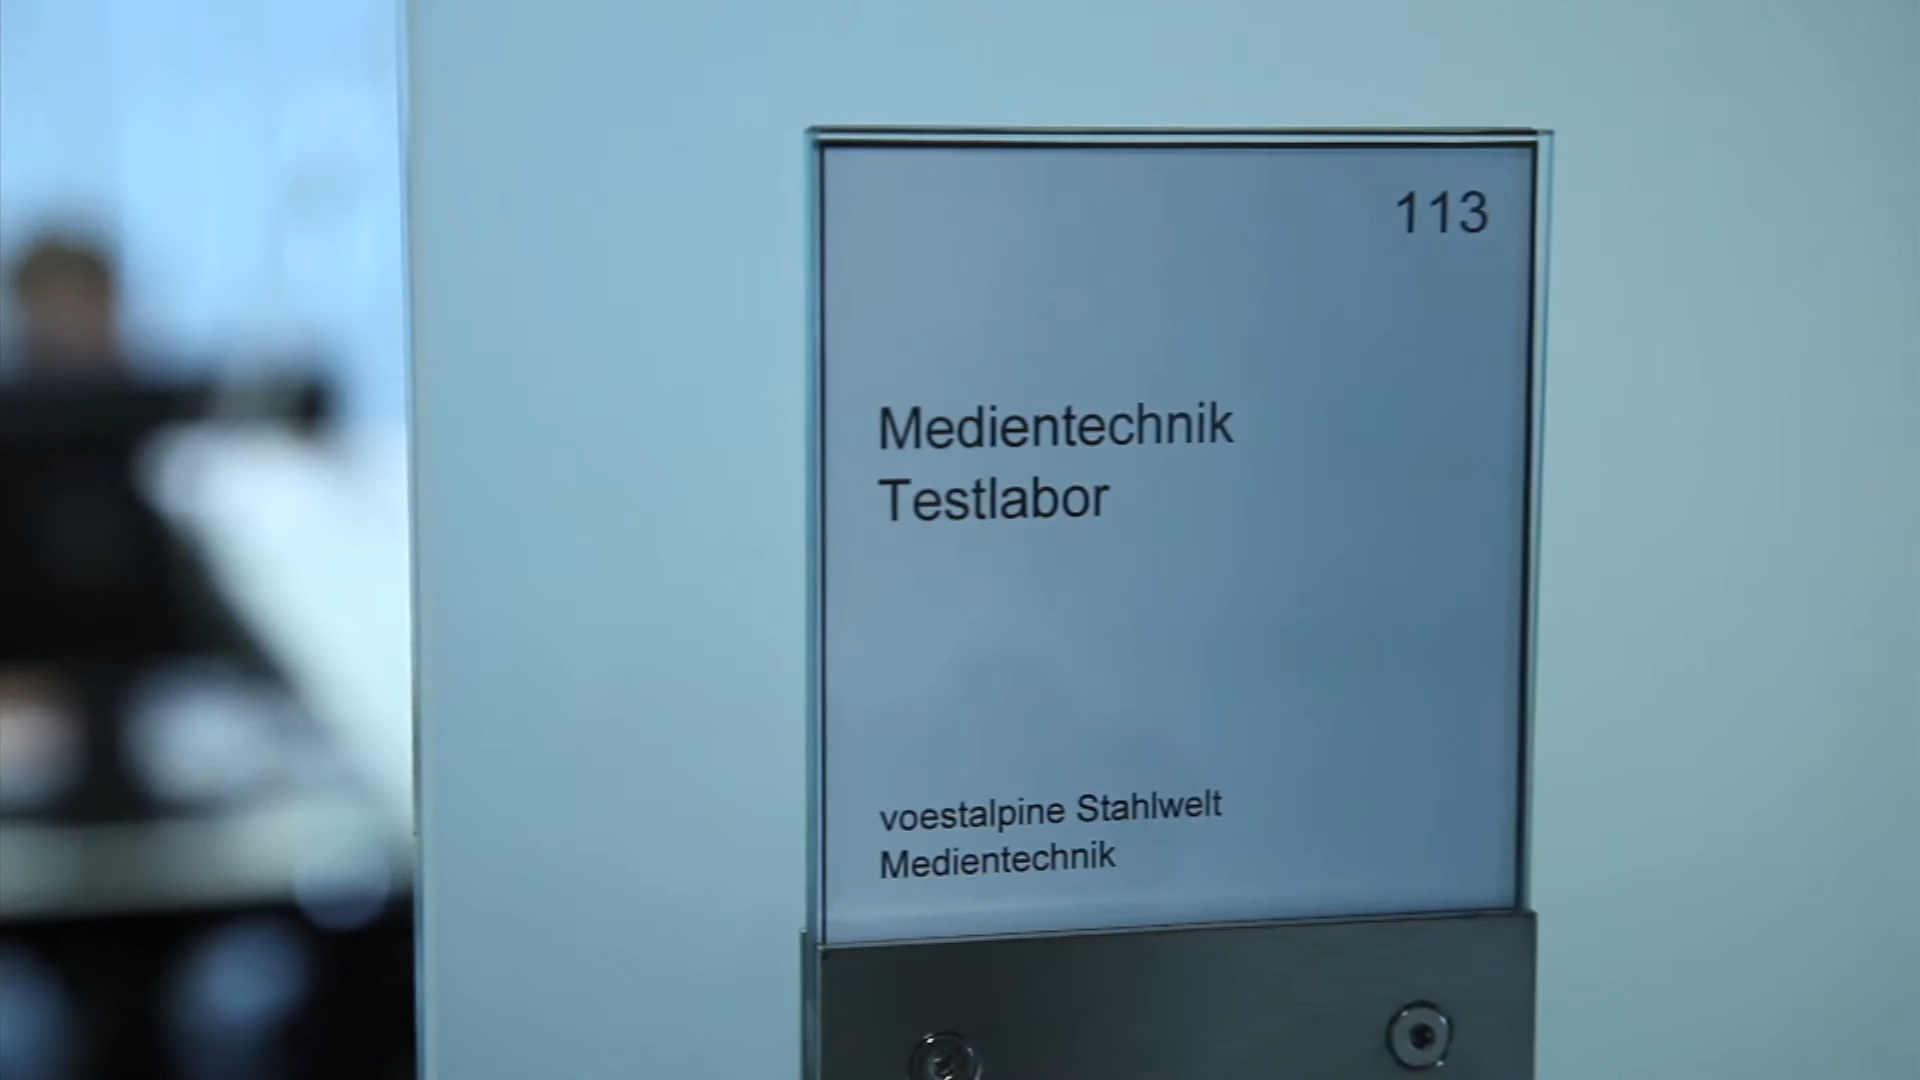 113
Medientechnik
Testlabor
voestalpine Stahlwelt
Medientechnik